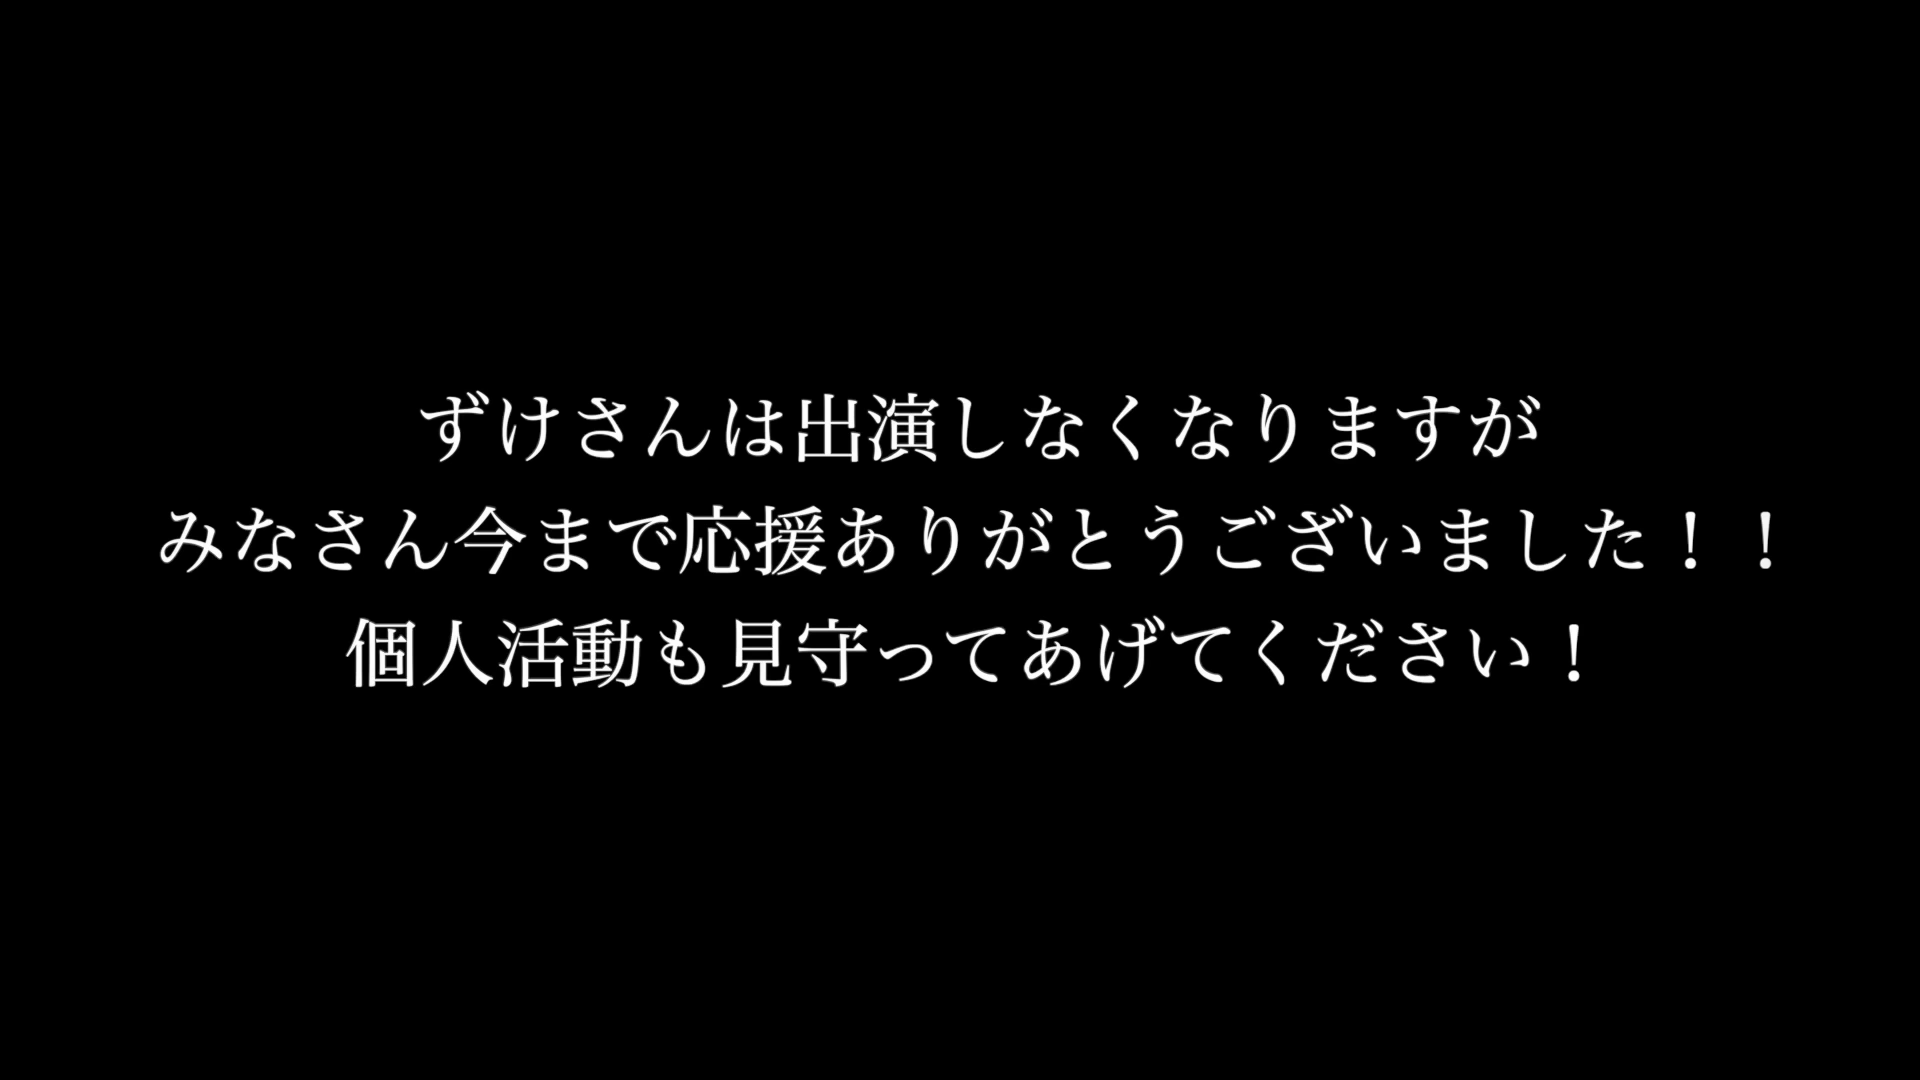 ずけさんは出演しなくなりますが
みなさん今まで応援ありがとうございました！！
個人活動も見守ってあげてください！